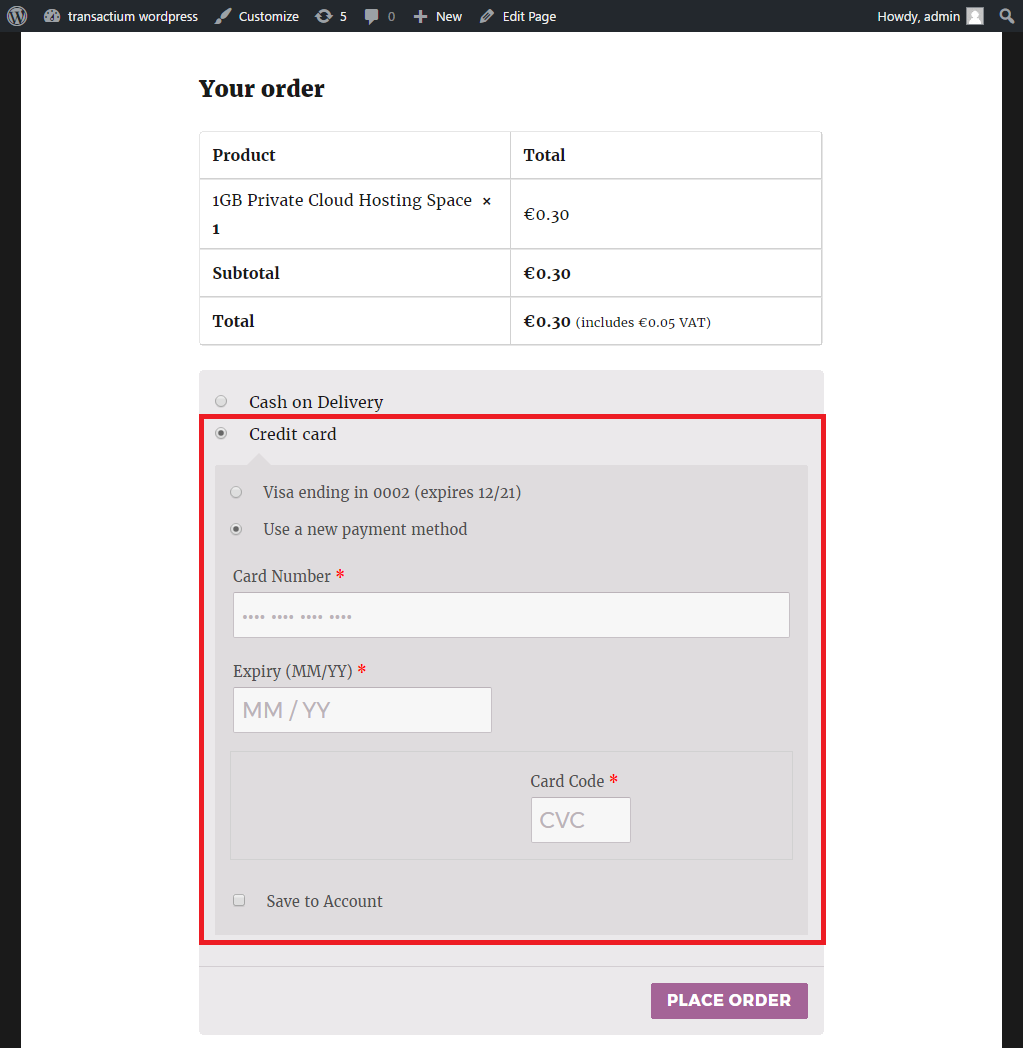 transactium wordpress Customize 5 0 New Edit Page Howdy, admin
Your order
Product Total
1GB Private Cloud Hosting Space × €0.30
1
Subtotal €0.30
Total €0.30 (includes €0.05 VAT)
Cash on Delivery
Credit card
Visa ending in 0002 (expires 12/21)
Use a new payment method
Card Number *
•••• •••• •••• ••••
Expiry (MM/YY) *
MM / YY
Card Code *
CVC
Save to Account
PLACE ORDER